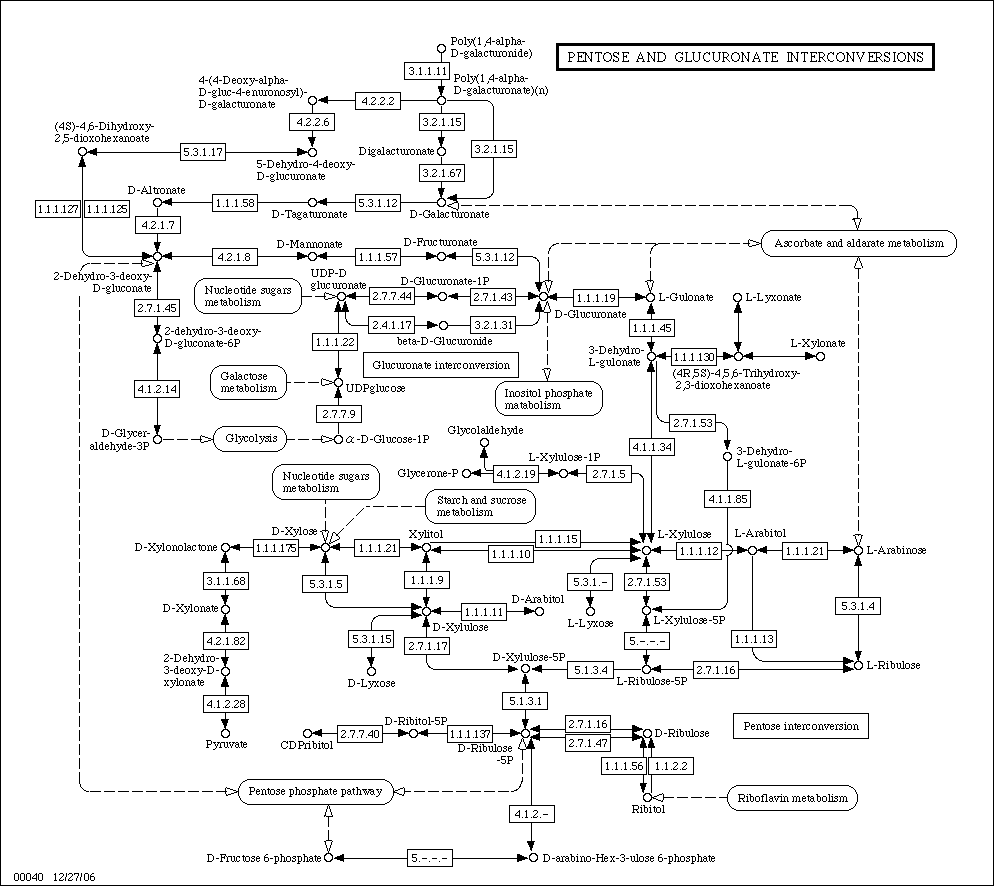 Poly(1,4-alpha-
D-galacturonide)
PENTOSE AND GLUCURONATE INTERCONVERSIONS
3.1.1.11
4-(4-Deoxy-alpha-
D-gluc-4-enuronosyl)-
D-galacturonate
Poly(1,4-alpha-
D-galacturonate)(n)
4.2.2.2
4.2.2.6
3.2.1.15
(4S)-4,6-Dihydroxy-
2,5-dioxohexanoate
5.3.1.17
Digalacturonate
3.2.1.15
5-Dehydro-4-deoxy-
D-glucuronate
3.2.1.67
D-Altronate
1.1.1.127
1.1.1.125
1.1.1.58
5.3.1.12
D-Tagaturonate
D-Galacturonate
4.2.1.7
D-Mannonate
D-Fructuronate
Ascorbate and aldarate metabolism
4.2.1.8
1.1.1.57
5.3.1.12
2-Dehydro-3-deoxy-
D-gluconate
UDP-D
glucuronate
D-Glucuronate-1P
Nucleotide sugars
metabolism
2.7.7.44
2.7.1.43
1.1.1.19
L-Gulonate
L-Lyxonate
2.7.1.45
D-Glucuronate
2.4.1.17
3.2.1.31
1.1.1.45
2-dehydro-3-deoxy-
D-gluconate-6P
1.1.1.22
beta-D-Glucuronide
3-Dehydro-
L-gulonate
1.1.1.130
L-Xylonate
Glucuronate interconversion
(4R,5S)-4,5,6-Trihydroxy-
2,3-dioxohexanoate
Galactose
metabolism
UDPglucose
4.1.2.14
Inositol phosphate
matabolism
2.7.7.9
2.7.1.53
D-Glycer-
aldehyde-3P
Glycolysis
α-D-Glucose-1P
Glycolaldehyde
4.1.1.34
3-Dehydro-
L-gulonate-6P
L-Xylulose-1P
Glycerone-P
4.1.2.19
2.7.1.5
Nucleotide sugars
metabolism
4.1.1.85
Starch and sucrose
metabolism
D-Xylose
Xylitol
1.1.1.15
L-Xylulose
L-Arabitol
D-Xylonolactone
1.1.1.175
1.1.1.21
1.1.1.10
1.1.1.12
1.1.1.21
L-Arabinose
3.1.1.68
5.3.1.5
1.1.1.9
5.3.1.-
2.7.1.53
D-Xylonate
D-Arabitol
1.1.1.11
5.3.1.4
D-Xylulose
L-Lyxose
L-Xylulose-5P
4.2.1.82
5.3.1.15
2.7.1.17
5.-.-.-
1.1.1.13
2-Dehydro-
3-deoxy-D-
xylonate
D-Xylulose-5P
5.1.3.4
2.7.1.16
L-Ribulose
D-Lyxose
L-Ribulose-5P
4.1.2.28
5.1.3.1
D-Ribitol-5P
2.7.1.16
Pentose interconversion
2.7.7.40
1.1.1.137
D-Ribulose
Pyruvate
CDPribitol
D-Ribulose
-5P
2.7.1.47
1.1.1.56
1.1.2.2
Pentose phosphate pathway
Riboflavin metabolism
Ribitol
4.1.2.-
D-Fructose 6-phosphate
5.-.-.-
D-arabino-Hex-3-ulose 6-phosphate
00040 12/27/06